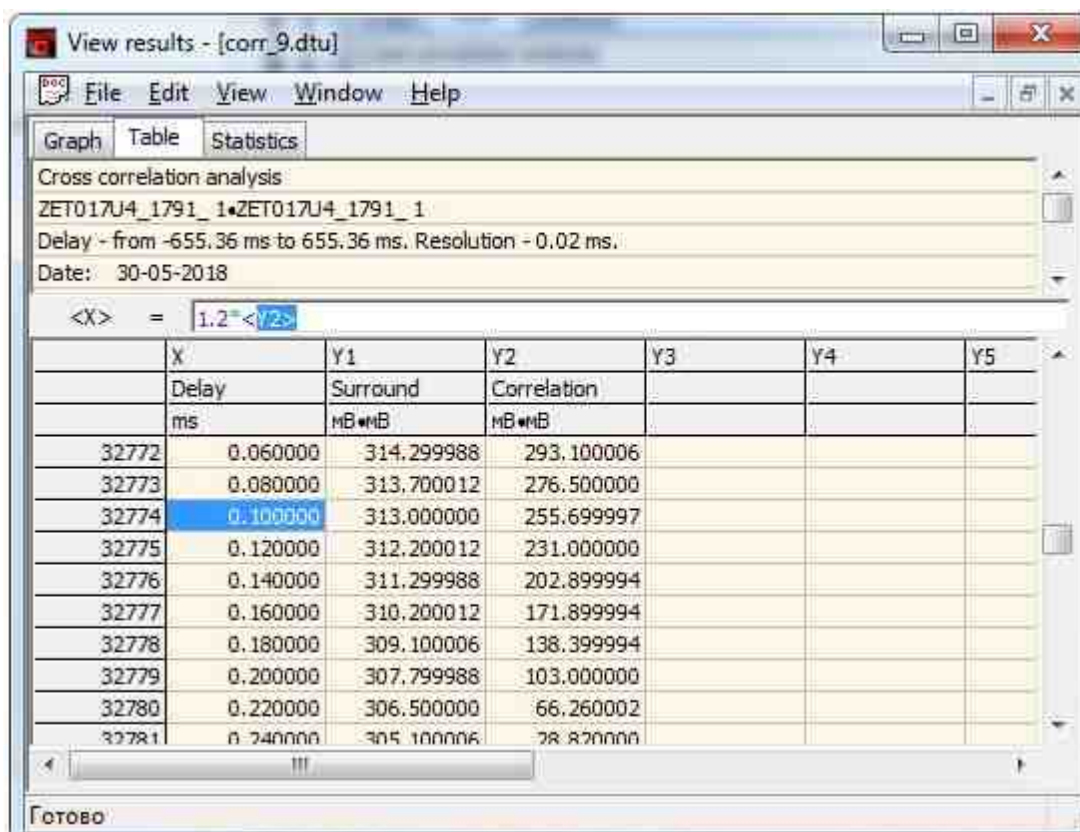 View results - [corr_9.dtu]
File Edit View Window Help
Graph Table Statistics
Cross correlation analysis
ZET017U4_1791_ 1•ZET017U4_1791_ 1
Delay - from -655.36 ms to 655.36 ms. Resolution - 0.02 ms.
Date: 30-05-2018
<X> = 1.2*<Y2>
X Y1 Y2 Y3 Y4 Y5
Delay Surround Correlation
ms мВ•мВ мВ•мВ
32772 0.060000 314.299988 293.100006
32773 0.080000 313.700012 276.500000
32774 0.100000 313.000000 255.699997
32775 0.120000 312.200012 231.000000
32776 0.140000 311.299988 202.899994
32777 0.160000 310.200012 171.899994
32778 0.180000 309.100006 138.399994
32779 0.200000 307.799988 103.000000
32780 0.220000 306.500000 66.260002
32781 0.240000 305.100006 28.820000
Готово